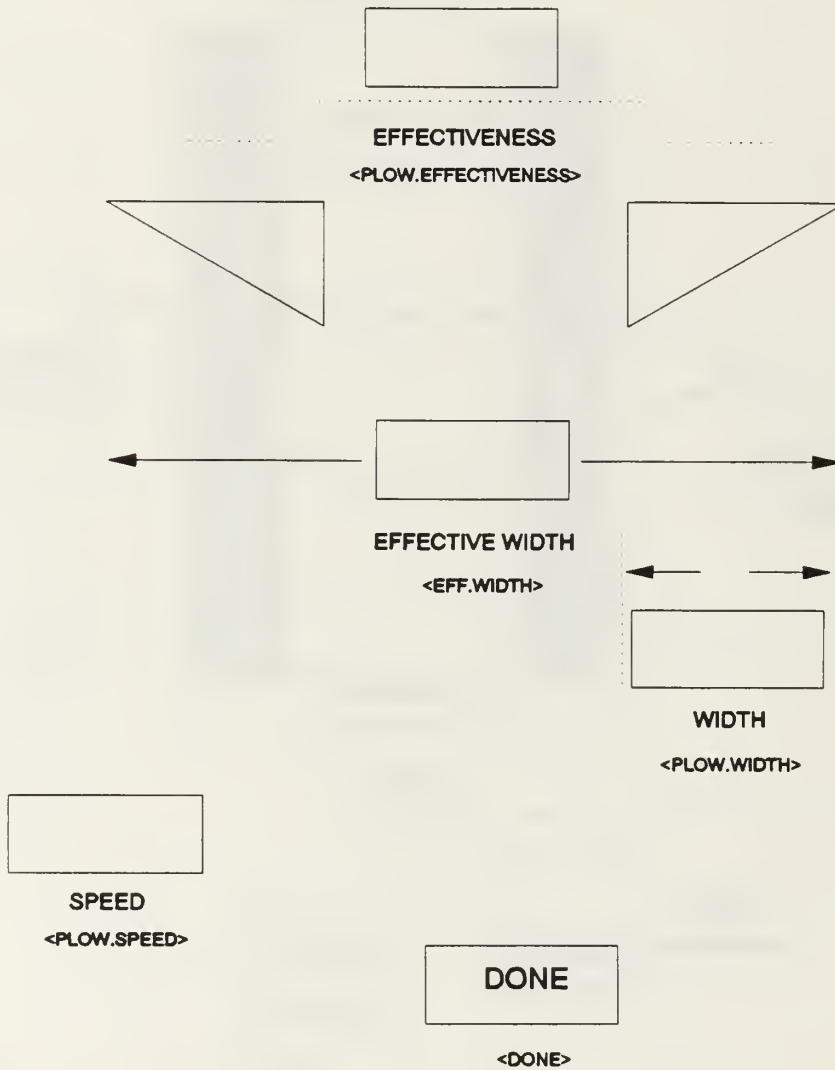 EFFECTIVENESS
<PLOW.EFFECTIVENESS>
EFFECTIVE WIDTH
<EFF.WIDTH>
WIDTH
<PLOW.WIDTH>
SPEED
<PLOW.SPEED>
DONE
<DONE>